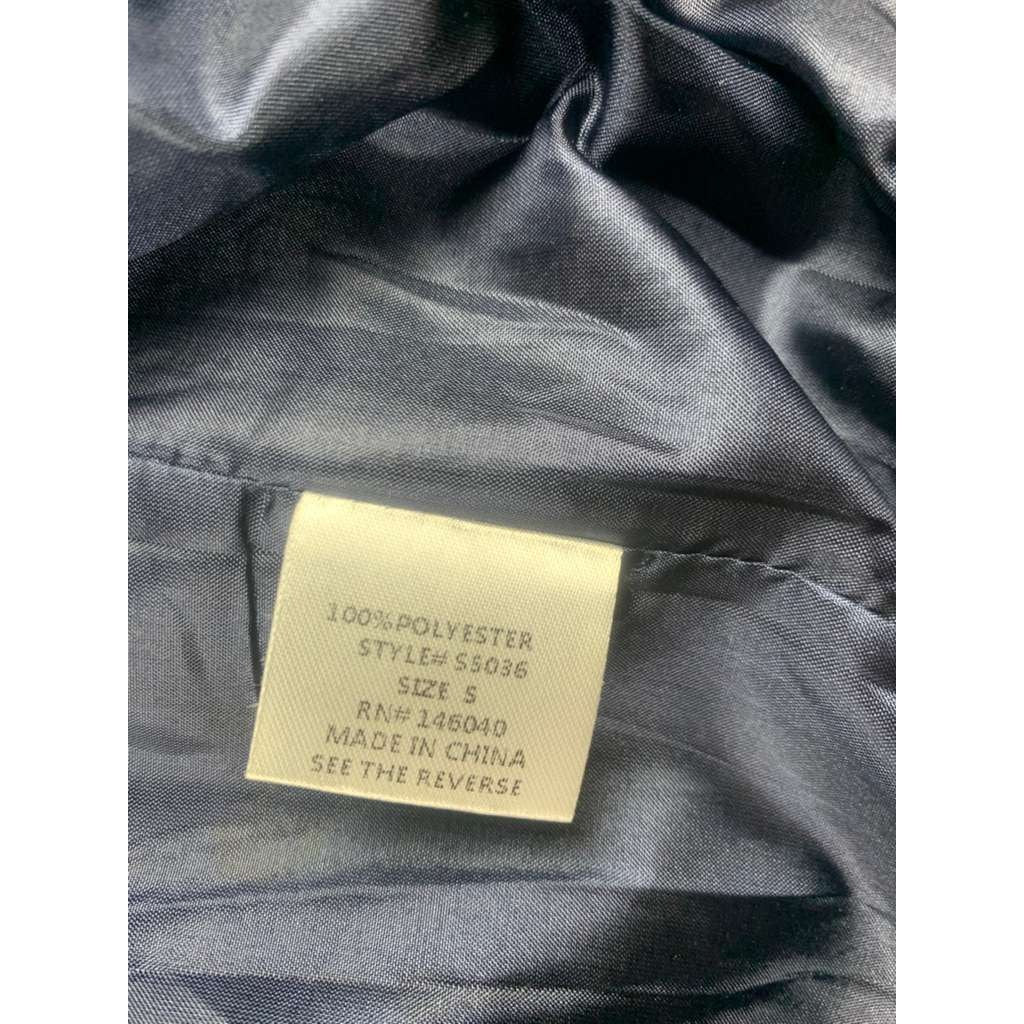 100%POLYESTER
STYLE# S5036
SIZE S
RN# 146040
MADE IN CHINA
SEE THE REVERSE